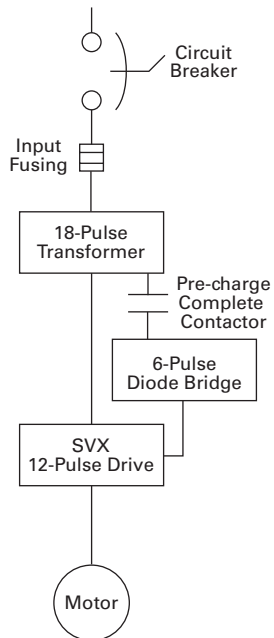 Circuit
Breaker
Input
Fusing
18-Pulse
Transformer
Pre-charge
Complete
Contactor
6-Pulse
Diode Bridge
SVX
12-Pulse Drive
Motor